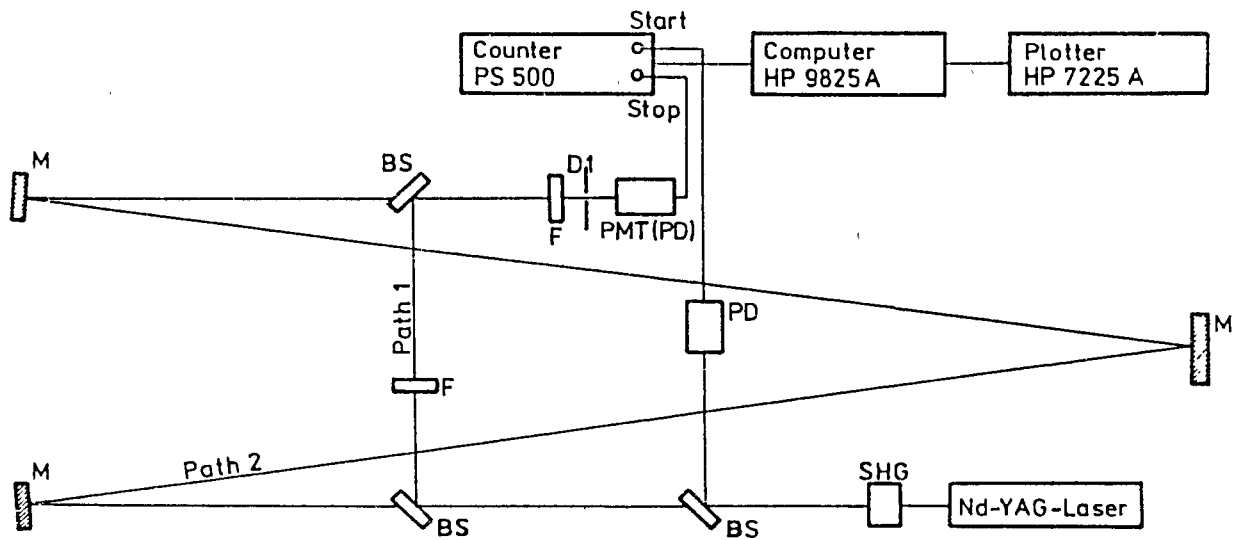 Start
Counter
PS 500
Stop
Computer
HP 9825A
Plotter
HP 7225 A
M
BS
D1
F
PMT(PD)
Path 1
PD
M
F
Path 2
M
BS
BS
SHG
Nd-YAG-Laser